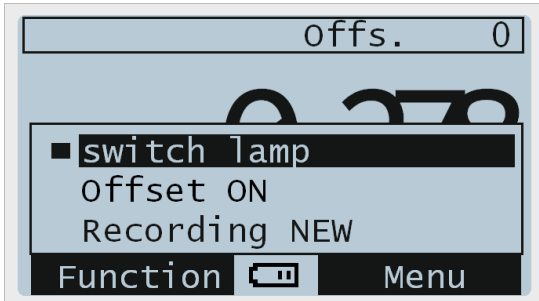 Offs. 0
switch lamp
Offset ON
Recording NEW
Function Menu